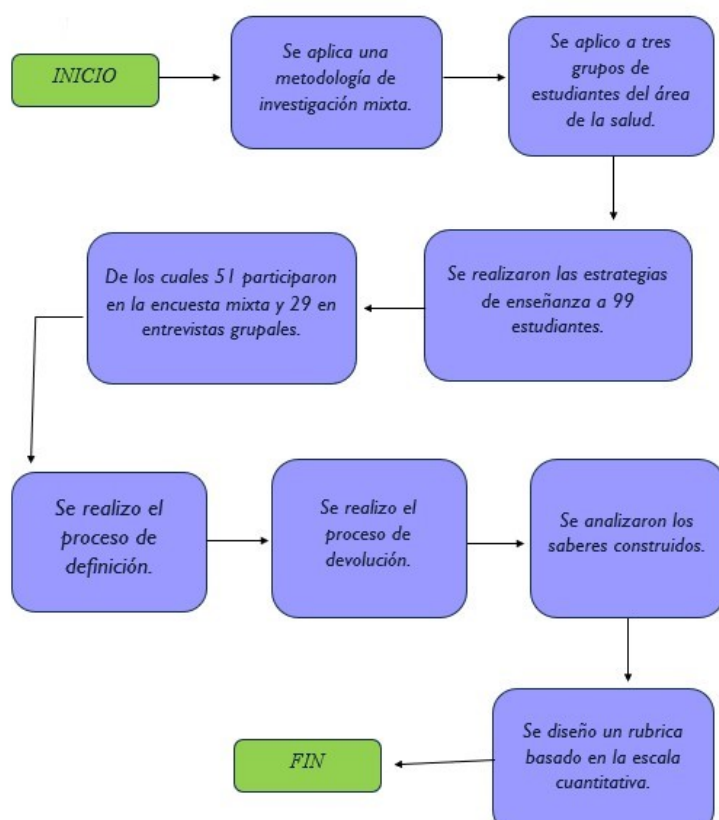 INICIO
Se aplica una
metodología de
investigación mixta.
Se aplico a tres
grupos de
estudiantes del área
de la salud.
Se realizaron las estrategias
de enseñanza a 99
estudiantes.
De los cuales 51 participaron
en la encuesta mixta y 29 en
entrevistas grupales.
Se realizo el
proceso de
definición.
Se realizo el
proceso de
devolución.
Se analizaron los
saberes construidos.
Se diseño un rubrica
basado en la escala
cuantitativa.
FIN